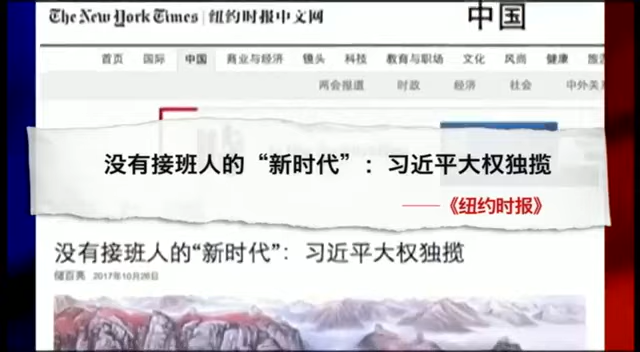 The New York Times | 纽约时报中文网
中国
首页 国际 中国 商业与经济 镜头 科技 教育与职场 文化 风尚 健康
两会报道 时政 经济 社会 中外关系
没有接班人的“新时代”：习近平大权独揽
——《纽约时报》
没有接班人的“新时代”：习近平大权独揽
储百亮 2017年10月26日